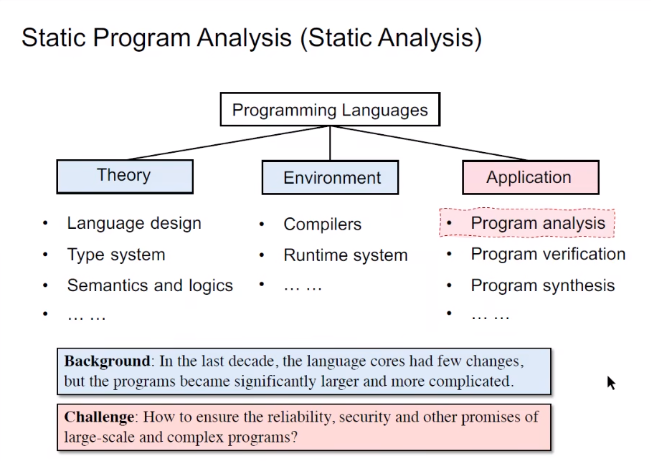 Static Program Analysis (Static Analysis)
Programming Languages
Theory
• Language design
• Type system
• Semantics and logics
• … …
Environment
• Compilers
• Runtime system
• … …
Application
• Program analysis
• Program verification
• Program synthesis
• … …
Background: In the last decade, the language cores had few changes,
but the programs became significantly larger and more complicated.
Challenge: How to ensure the reliability, security and other promises of
large-scale and complex programs?